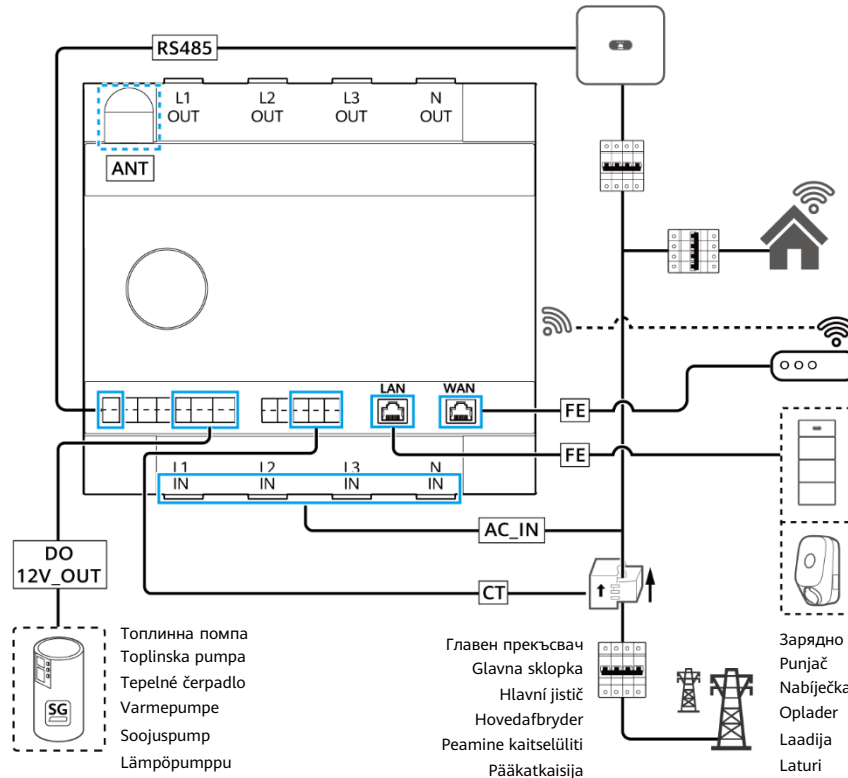 RS485
L1 L2 L3 N
OUT OUT OUT OUT
ANT
LAN WAN
FE
FE
L1 L2 L3 N
IN IN IN IN
AC_IN
DO
12V_OUT
CT
SG
Топлинна помпа
Toplinska pumpa
Tepelné čerpadlo
Varmepumpe
Soojuspump
Lämpöpumppu
Главен прекъсвач
Glavna sklopka
Hlavní jistič
Hovedafbryder
Peamine kaitselüliti
Pääkatkaisija
Зарядно
Punjač
Nabíječka
Oplader
Laadija
Laturi